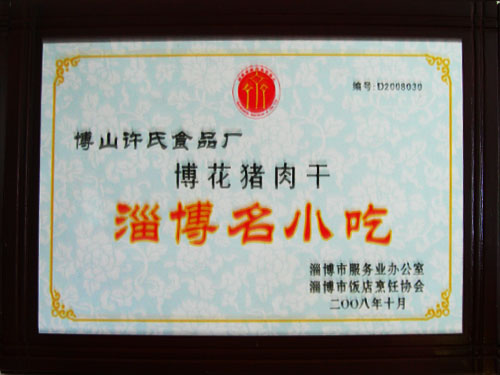 编号:D2008030
博山许氏食品厂
博花猪肉干
淄博名小吃
淄博市服务业办公室
淄博市饭店烹饪协会
二〇〇八年十月